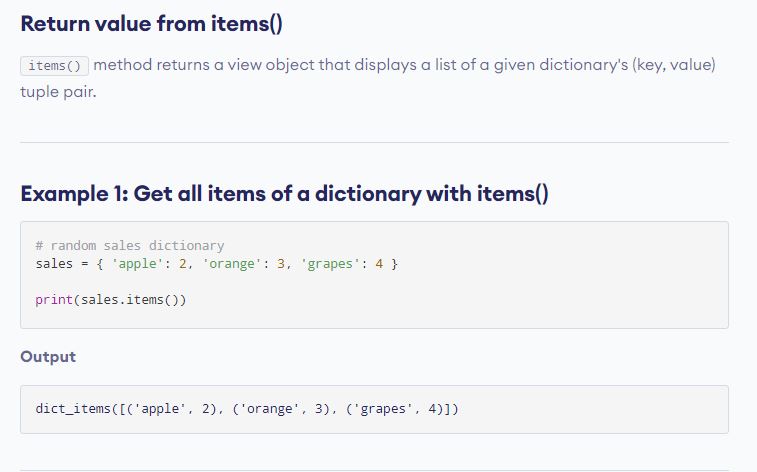 Return value from items()
items() method returns a view object that displays a list of a given dictionary's (key, value)
tuple pair.
Example 1: Get all items of a dictionary with items()
# random sales dictionary
sales = { 'apple': 2, 'orange': 3, 'grapes': 4 }
print(sales.items())
Output
dict_items([('apple', 2), ('orange', 3), ('grapes', 4)])